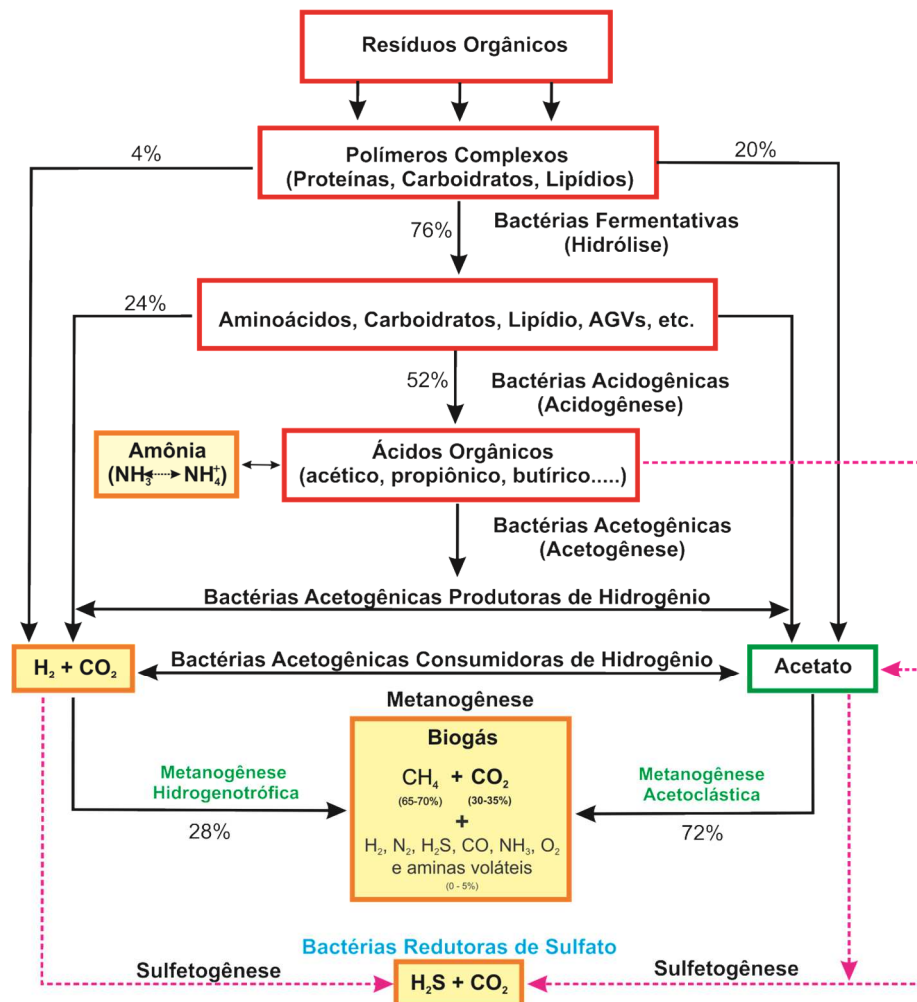 Resíduos Orgânicos
4%
Polímeros Complexos
(Proteínas, Carboidratos, Lipídios)
20%
76%
Bactérias Fermentativas
(Hidrólise)
24%
Aminoácidos, Carboidratos, Lipídio, AGVs, etc.
52%
Bactérias Acidogênicas
(Acidogênese)
Amônia
(NH₃ NH₄⁺)
Ácidos Orgânicos
(acético, propiônico, butírico.....)
Bactérias Acetogênicas
(Acetogênese)
Bactérias Acetogênicas Produtoras de Hidrogênio
H₂ + CO₂
Bactérias Acetogênicas Consumidoras de Hidrogênio
Acetato
Metanogênese
Biogás
CH₄ + CO₂
(65-70%) (30-35%)
+
H₂, N₂, H₂S, CO, NH₃, O₂
e aminas voláteis
(0 - 5%)
Metanogênese
Hidrogenotrófica
28%
Metanogênese
Acetoclástica
72%
Bactérias Redutoras de Sulfato
Sulfetogênese
H₂S + CO₂
Sulfetogênese